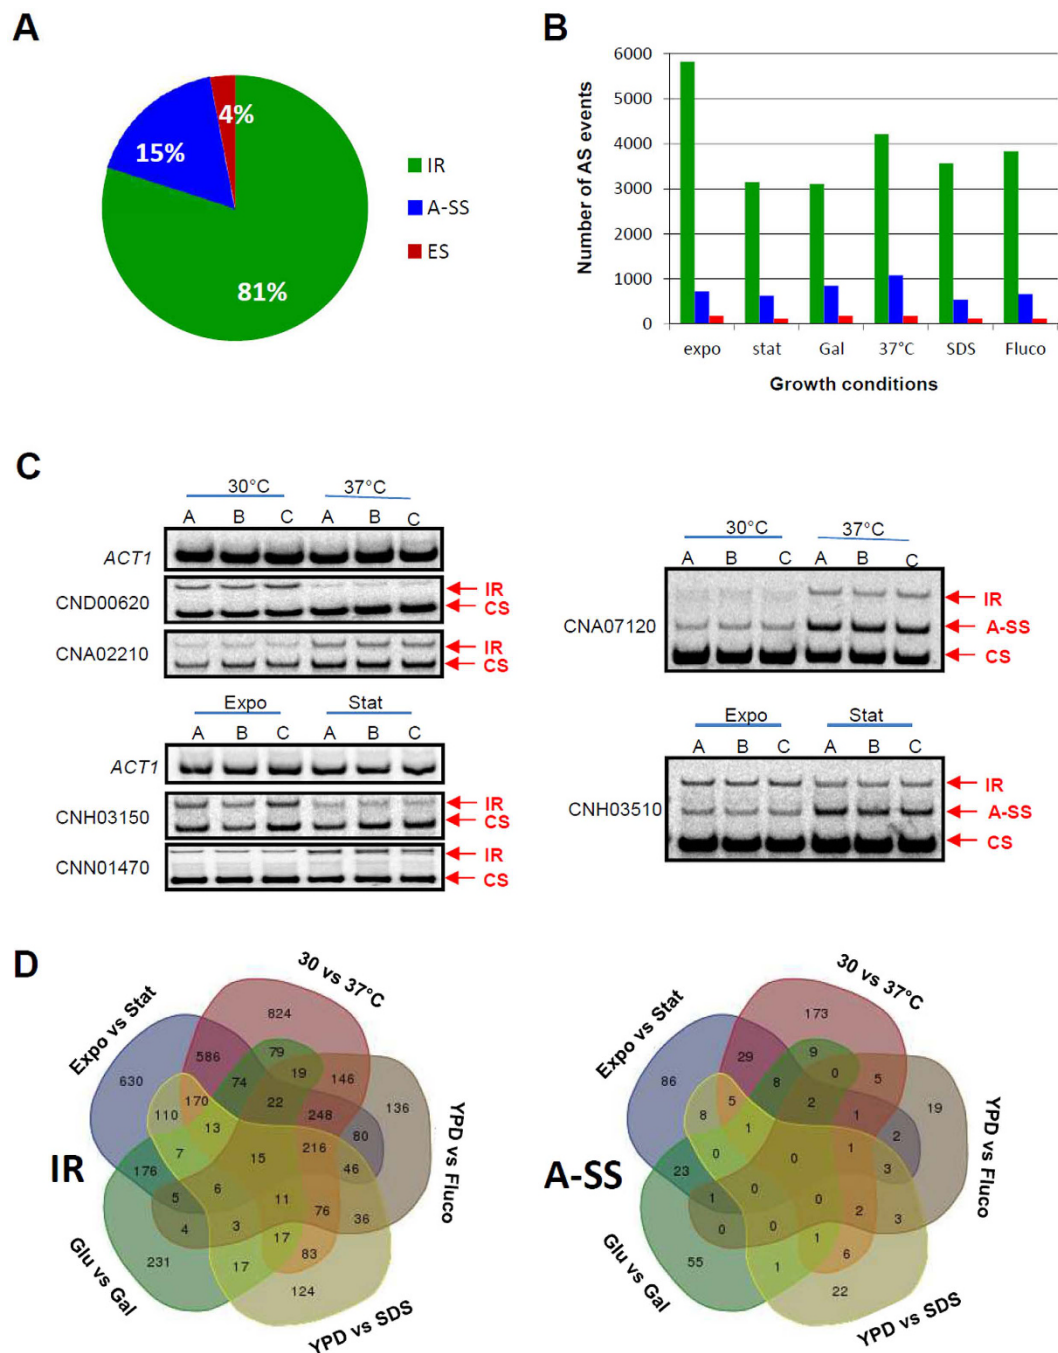 A
4%
15%
81%
IR
A-SS
ES
B
Number of AS events
6000
5000
4000
3000
2000
1000
0
expo stat Gal 37°C SDS Fluco
Growth conditions
C
30°C 37°C
A B C A B C
ACT1
CND00620
IR
CS
CNA02210
IR
CS
Expo Stat
A B C A B C
ACT1
CNH03150
IR
CS
CNN01470
IR
CS
30°C 37°C
A B C A B C
CNA07120
IR
A-SS
CS
Expo Stat
A B C A B C
CNH03510
IR
A-SS
CS
D
IR
30 vs 37°C
Expo vs Stat
YPD vs Fluco
Glu vs Gal
YPD vs SDS
824
586 79
630 74 19 146
136
110 170 22 248
13 80
7 15 216
176 46
5 6 11
4 3 76 36
17
231 17 83
124
A-SS
30 vs 37°C
Expo vs Stat
YPD vs Fluco
Glu vs Gal
YPD vs SDS
173
29 9
86 8 0 5
19
8 5 2 1
1 2
0 0 1
23 3
1 0 0
0 0 2 3
1
55 1 6
22